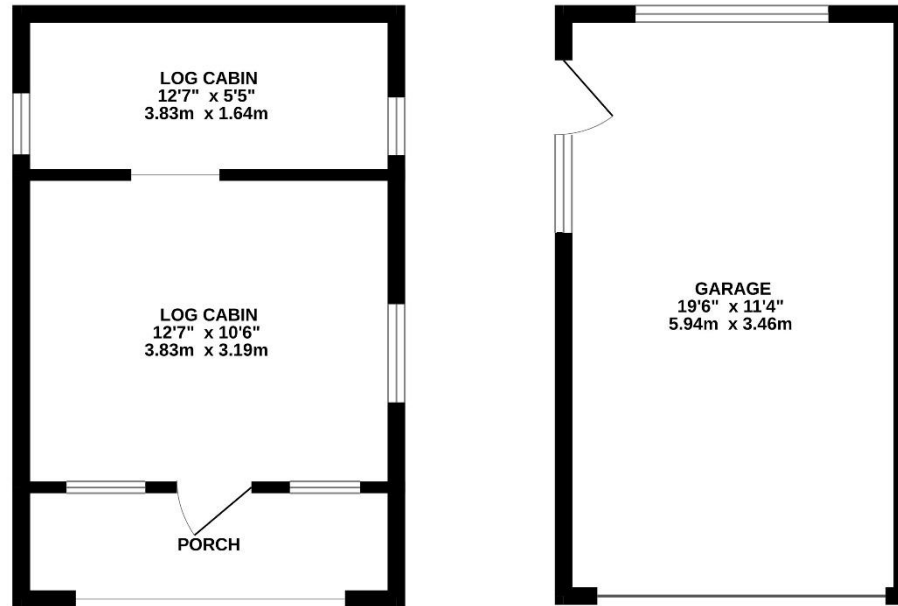 LOG CABIN
12'7" x 5'5"
3.83m x 1.64m
LOG CABIN
12'7" x 10'6"
3.83m x 3.19m
PORCH
GARAGE
19'6" x 11'4"
5.94m x 3.46m